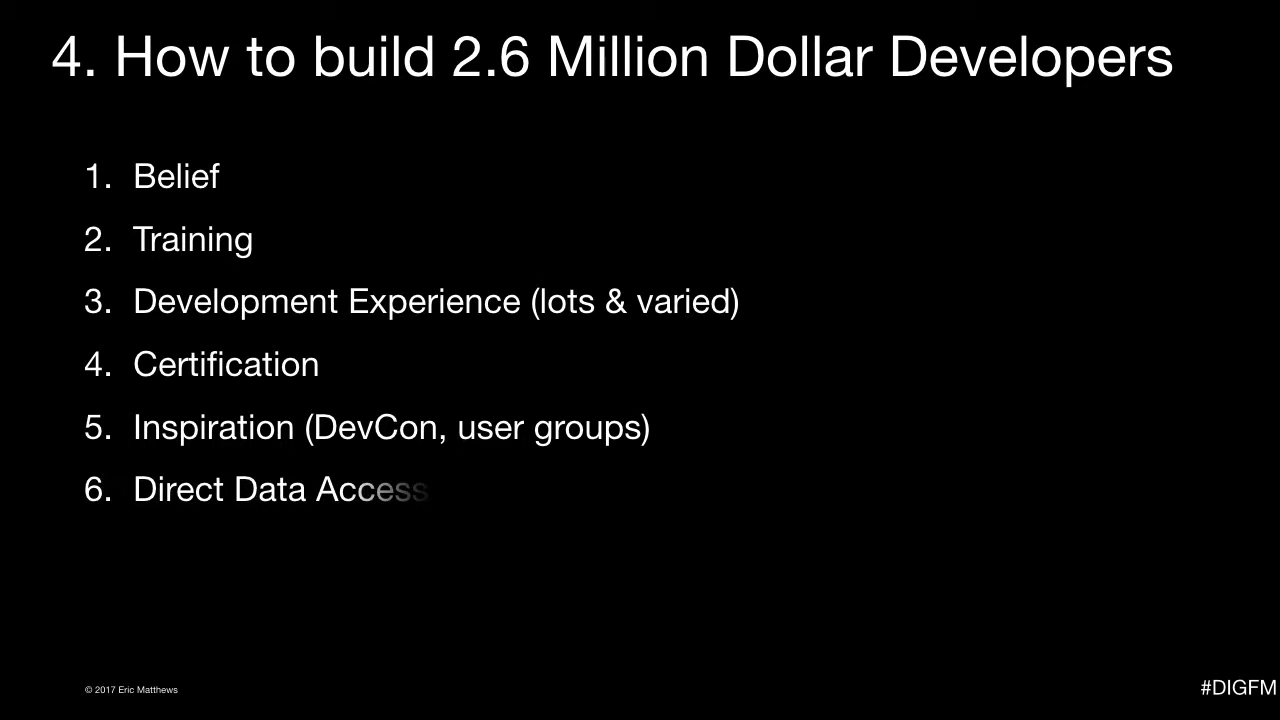 4. How to build 2.6 Million Dollar Developers
1. Belief
2. Training
3. Development Experience (lots & varied)
4. Certification
5. Inspiration (DevCon, user groups)
6. Direct Data Access
© 2017 Eric Matthews
#DIGFM